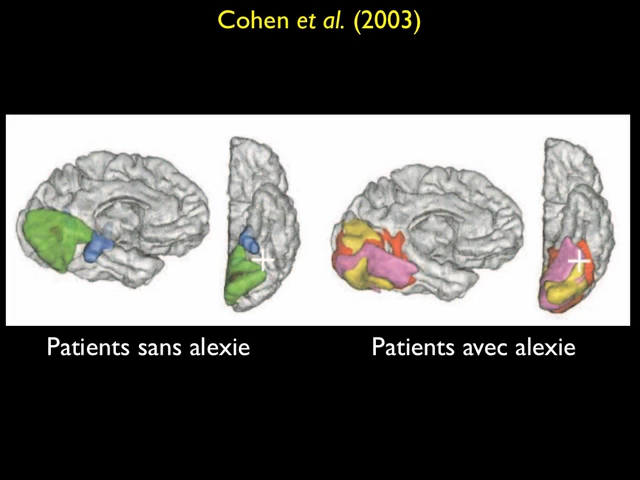 Cohen et al. (2003)
Patients sans alexie
Patients avec alexie